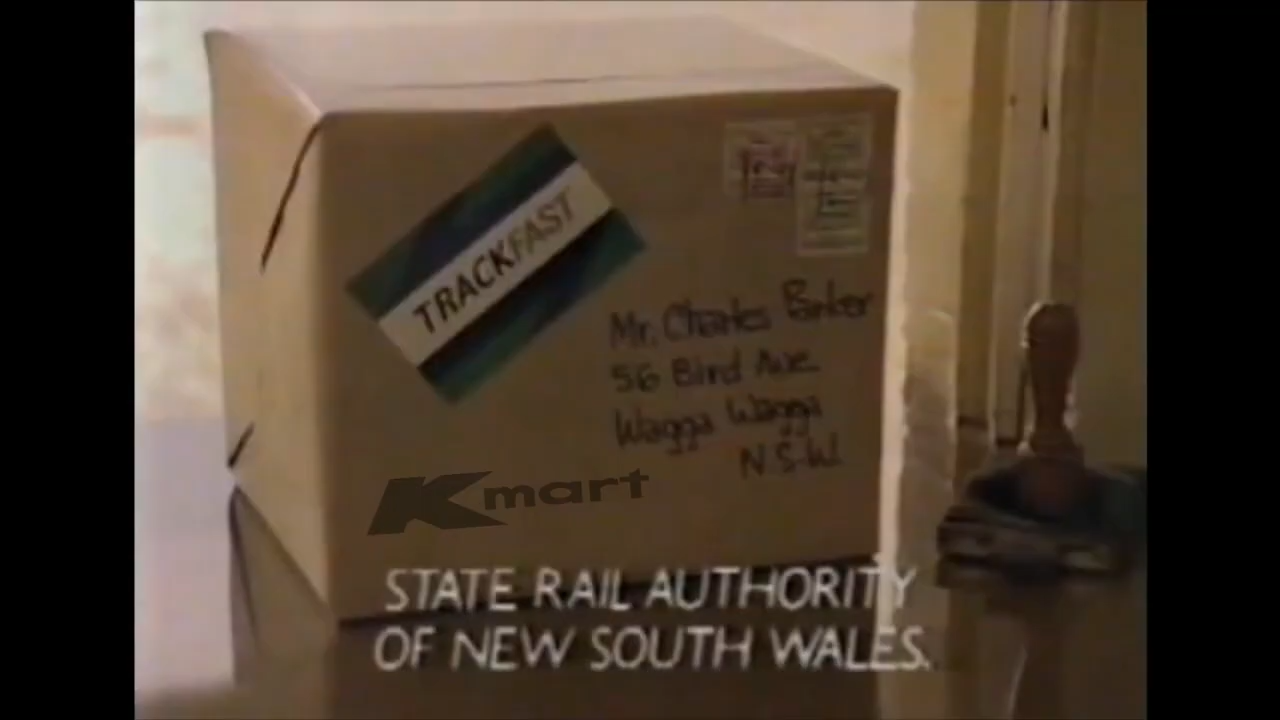 TRACKFAST
Mr. Charles Parker
56 Bird Ave
Wagga Wagga
N.S.W.
Kmart
STATE RAIL AUTHORITY
OF NEW SOUTH WALES.